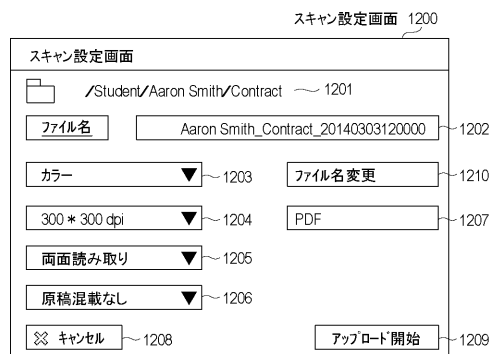 スキャン設定画面 1200
スキャン設定画面
/Student/Aaron Smith/Contract 1201
ファイル名 Aaron Smith_Contract_20140303120000 1202
カラー ▼ 1203 ファイル名変更 1210
300 * 300 dpi ▼ 1204 PDF 1207
両面読み取り ▼ 1205
原稿混載なし ▼ 1206
キャンセル 1208 アップロード開始 1209